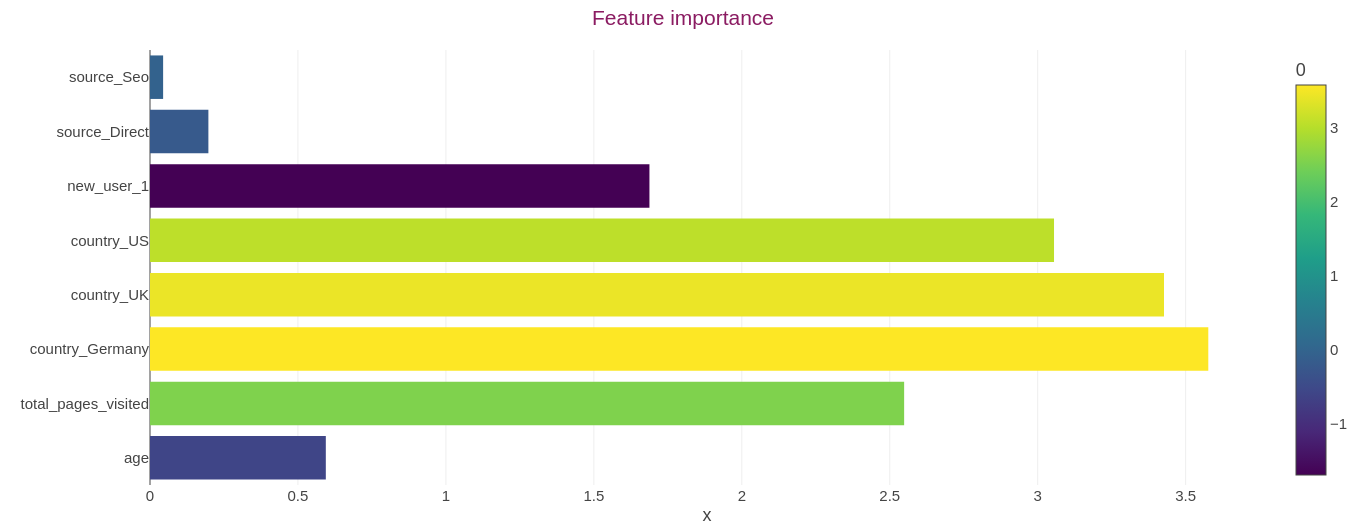 Feature importance
source_Seo
source_Direct
new_user_1
country_US
country_UK
country_Germany
total_pages_visited
age
0
0.5
1
1.5
2
2.5
3
3.5
x
0
3
2
1
0
−1